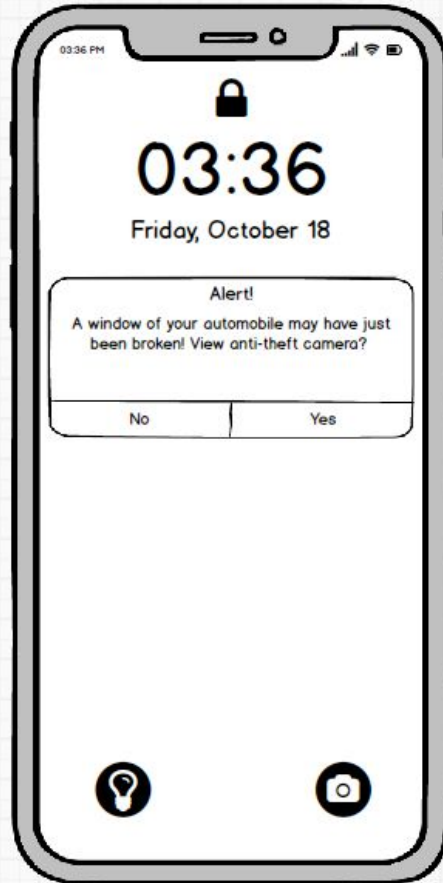 03:36 PM
03:36
Friday, October 18
Alert!
A window of your automobile may have just
been broken! View anti-theft camera?
No
Yes